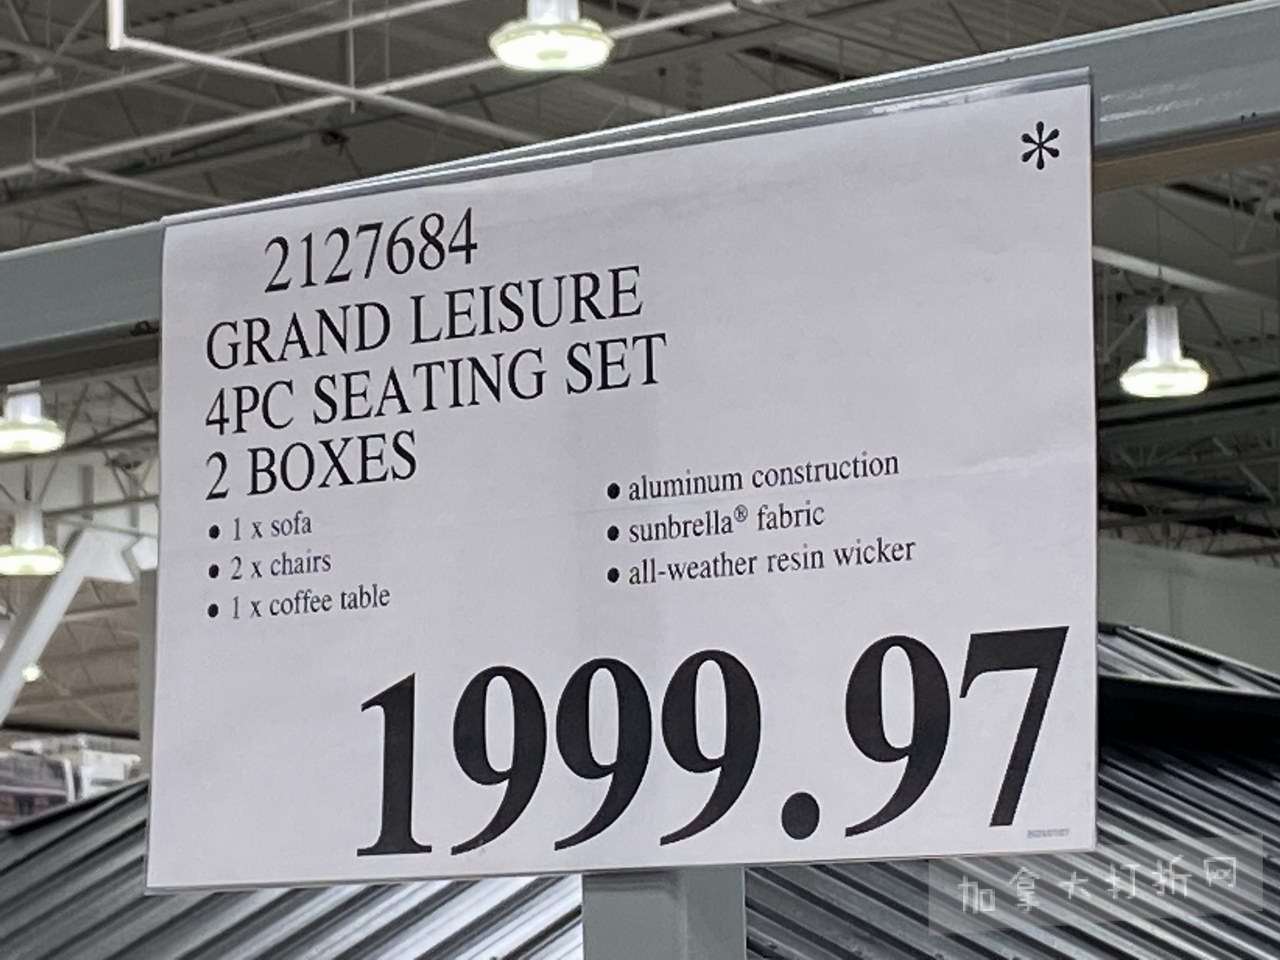 *
2127684
GRAND LEISURE
4PC SEATING SET
2 BOXES
● 1 x sofa
● 2 x chairs
● 1 x coffee table
● aluminum construction
● sunbrella® fabric
● all-weather resin wicker
1999.97
加拿大打折网